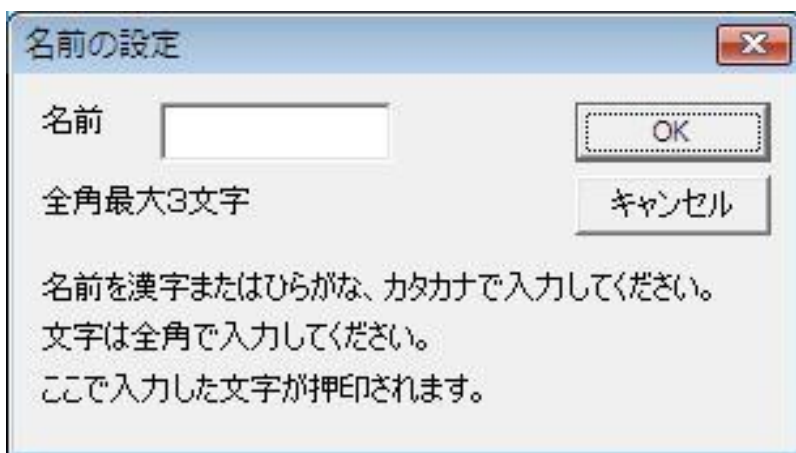 名前の設定
名前
OK
全角最大3文字
キャンセル
名前を漢字またはひらがな、カタカナで入力してください。
文字は全角で入力してください。
ここで入力した文字が押印されます。